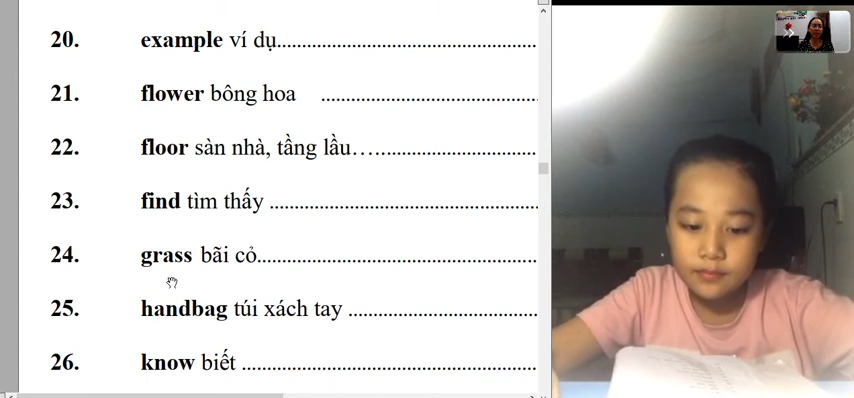 20. example ví dụ
21. flower bông hoa
22. floor sàn nhà, tầng lầu
23. find tìm thấy
24. grass bãi cỏ
25. handbag túi xách tay
26. know biết